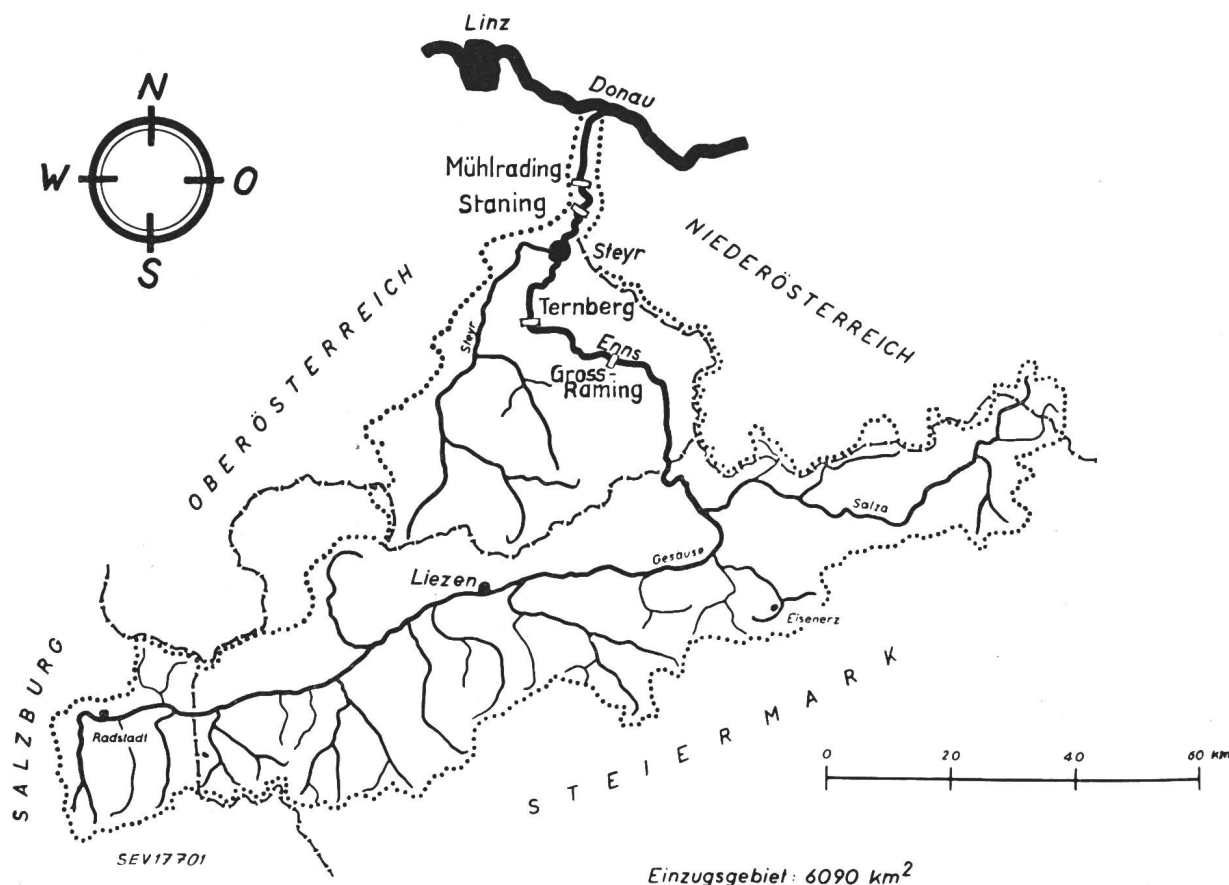 Linz
Donau
N
W
O
S
Mühlrading
Staning
Steyr
NIEDERÖSTERREICH
OBERÖSTERREICH
Ternberg
Steyr
Enns
Gross-
Raming
Salza
Gesäuse
Liezen
Eisenerz
SALZBURG
Radstadt
STEIERMARK
0 20 40 60 km
SEV17701
Einzugsgebiet: 6090 km²